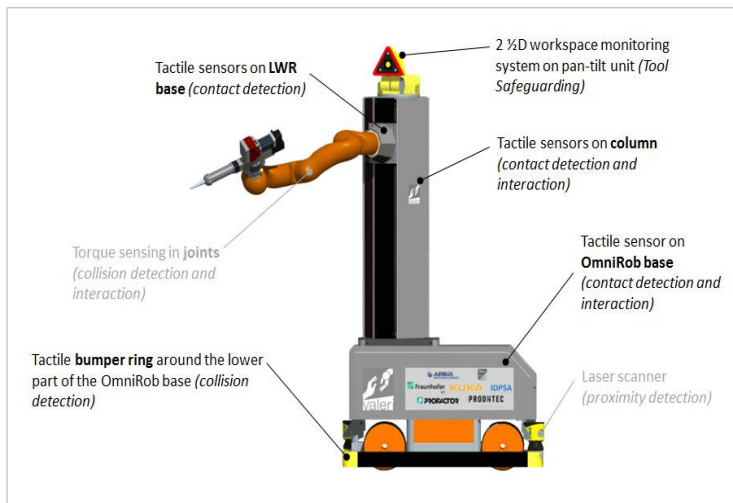 2 ½D workspace monitoring
system on pan-tilt unit (Tool
Safeguarding)
Tactile sensors on LWR
base (contact detection)
Tactile sensors on column
(contact detection and
interaction)
Torque sensing in joints
(collision detection and
interaction)
Tactile sensor on
OmniRob base
(contact detection and
interaction)
Tactile bumper ring around the lower
part of the OmniRob base (collision
detection)
Laser scanner
(proximity detection)
valeri
AIRBUS
Fraunhofer
KUKA
IDPSA
PROFACTOR
PRODINTEC